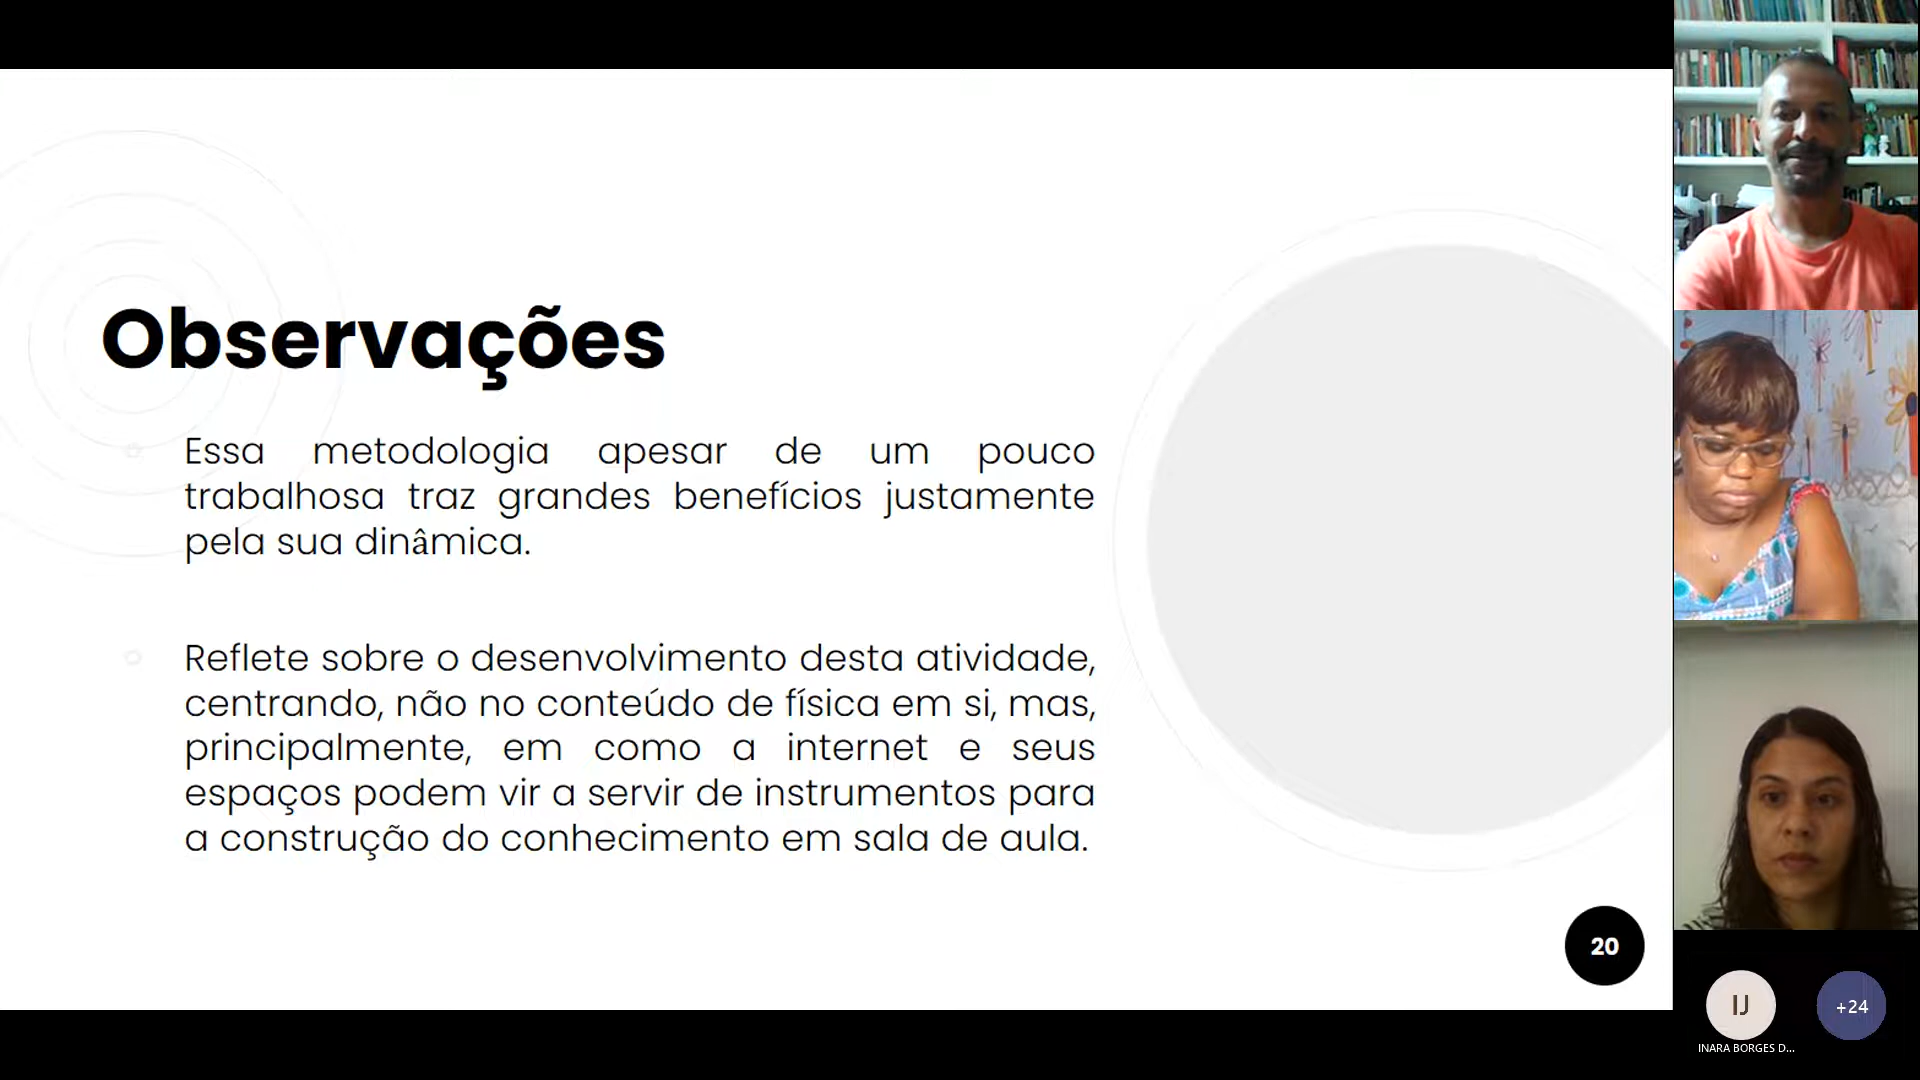 Observações
Essa metodologia apesar de um pouco
trabalhosa traz grandes benefícios justamente
pela sua dinâmica.
Reflete sobre o desenvolvimento desta atividade,
centrando, não no conteúdo de física em si, mas,
principalmente, em como a internet e seus
espaços podem vir a servir de instrumentos para
a construção do conhecimento em sala de aula.
20
IJ
+24
INARA BORGES D...